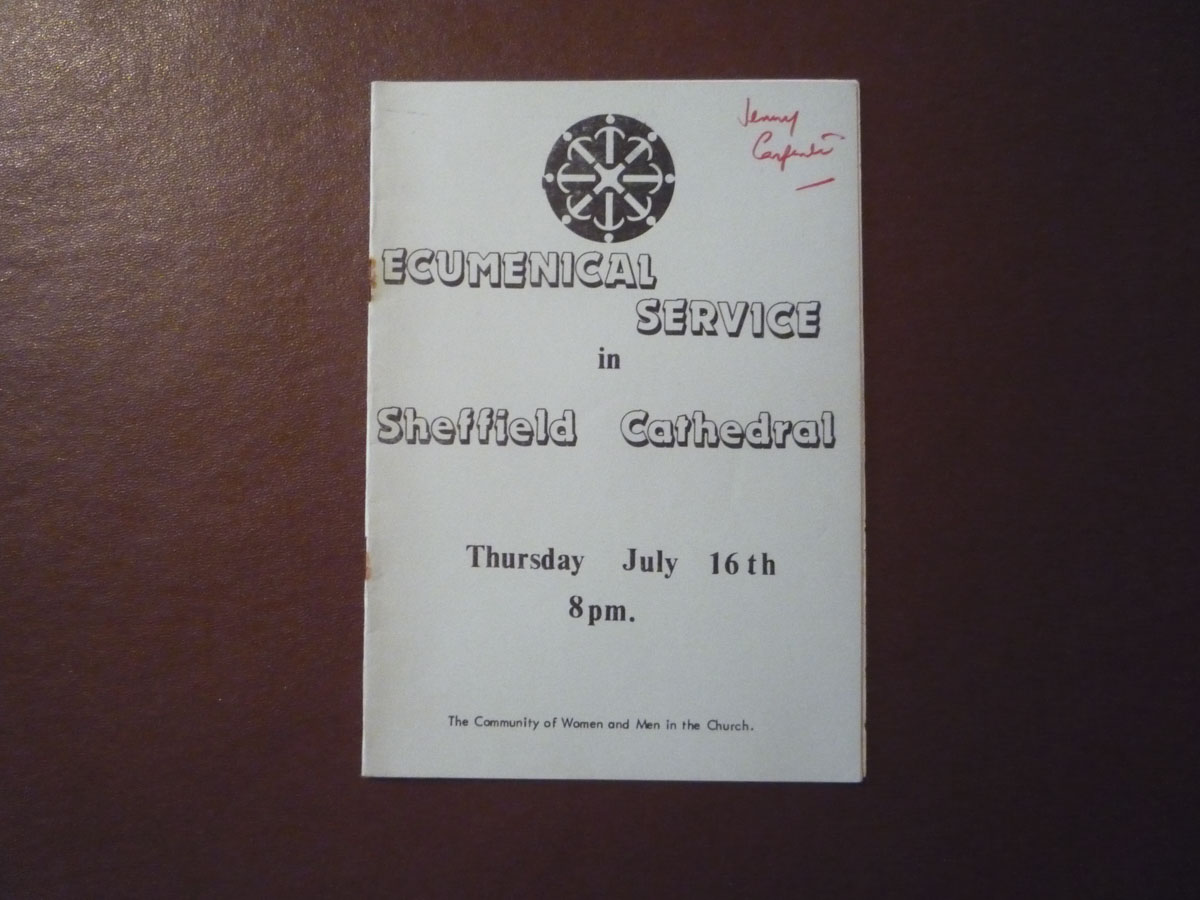 Jenny
Carpenter
ECUMENICAL
SERVICE
in
Sheffield Cathedral
Thursday July 16th
8pm.
The Community of Women and Men in the Church.